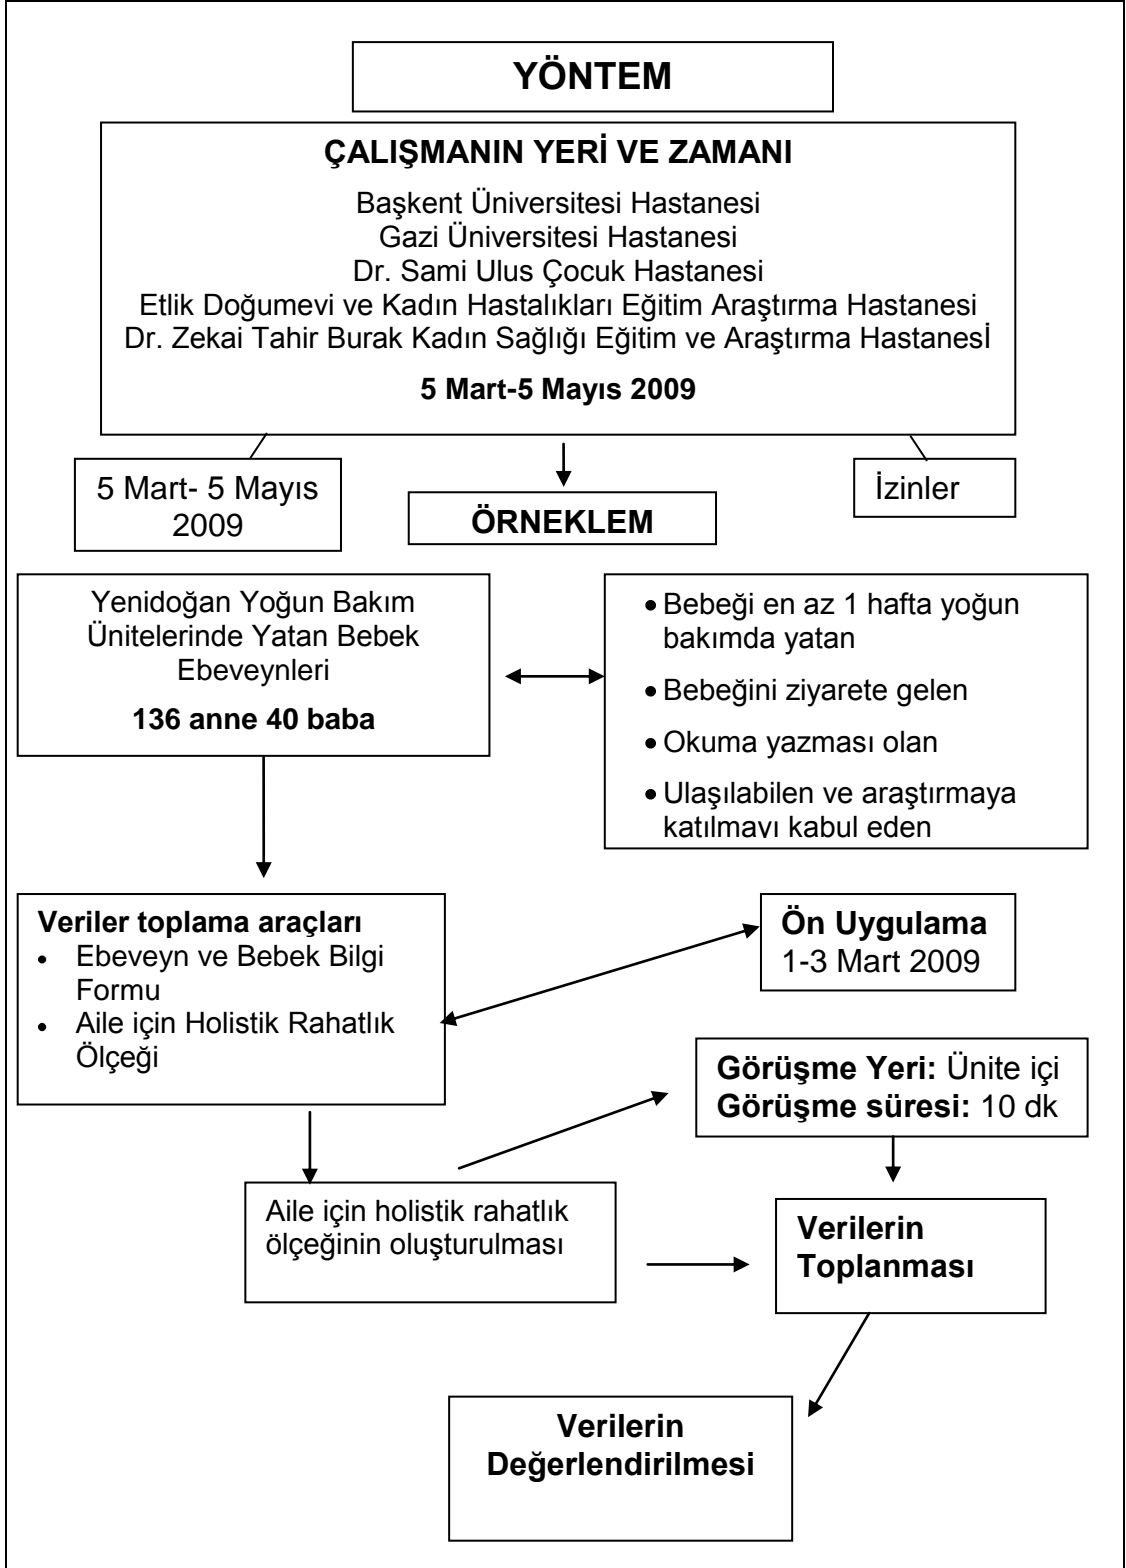 YÖNTEM
ÇALIŞMANIN YERİ VE ZAMANI
Başkent Üniversitesi Hastanesi
Gazi Üniversitesi Hastanesi
Dr. Sami Ulus Çocuk Hastanesi
Etlik Doğumevi ve Kadın Hastalıkları Eğitim Araştırma Hastanesi
Dr. Zekai Tahir Burak Kadın Sağlığı Eğitim ve Araştırma Hastanesİ
5 Mart-5 Mayıs 2009
5 Mart- 5 Mayıs
2009
ÖRNEKLEM
İzinler
Yenidoğan Yoğun Bakım
Ünitelerinde Yatan Bebek
Ebeveynleri
136 anne 40 baba
• Bebeği en az 1 hafta yoğun
bakımda yatan
• Bebeğini ziyarete gelen
• Okuma yazması olan
• Ulaşılabilen ve araştırmaya
katılmayı kabul eden
Veriler toplama araçları
• Ebeveyn ve Bebek Bilgi
Formu
• Aile için Holistik Rahatlık
Ölçeği
Ön Uygulama
1-3 Mart 2009
Görüşme Yeri: Ünite içi
Görüşme süresi: 10 dk
Aile için holistik rahatlık
ölçeğinin oluşturulması
Verilerin
Toplanması
Verilerin
Değerlendirilmesi